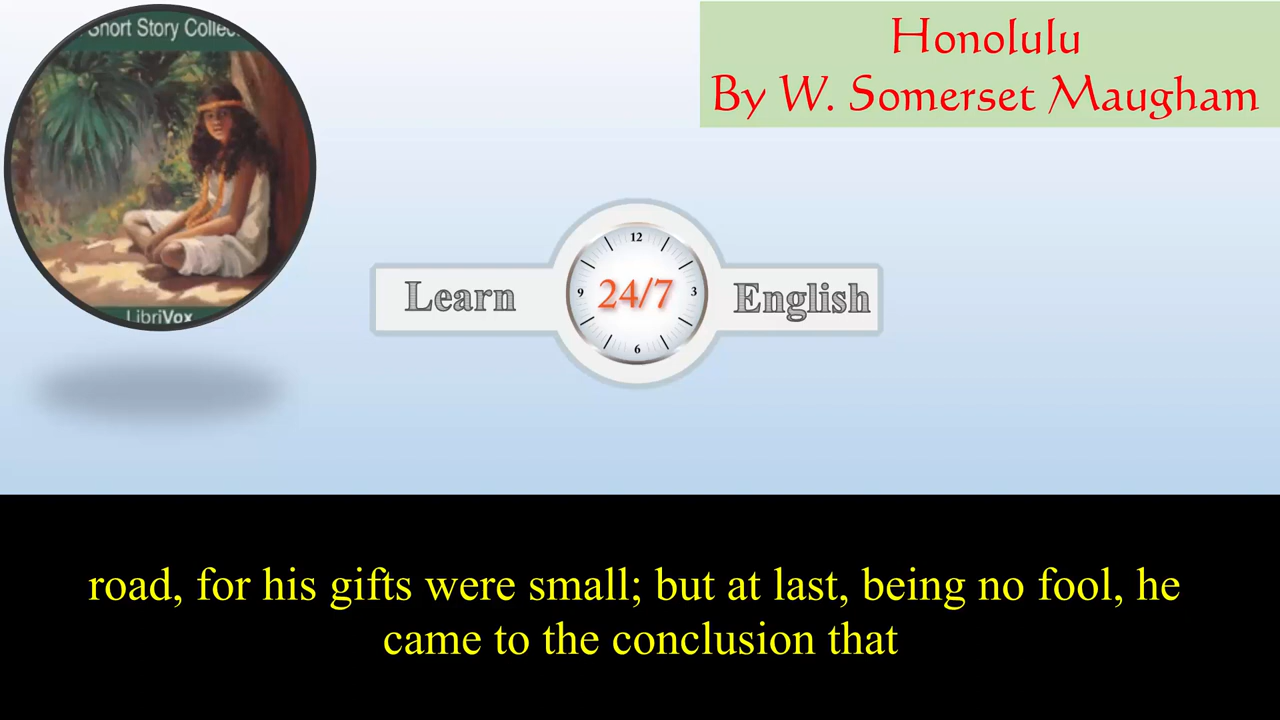 Short Story Collec
LibriVox
Honolulu
By W. Somerset Maugham
Learn 24/7 English
12
3
6
9
road, for his gifts were small; but at last, being no fool, he
came to the conclusion that